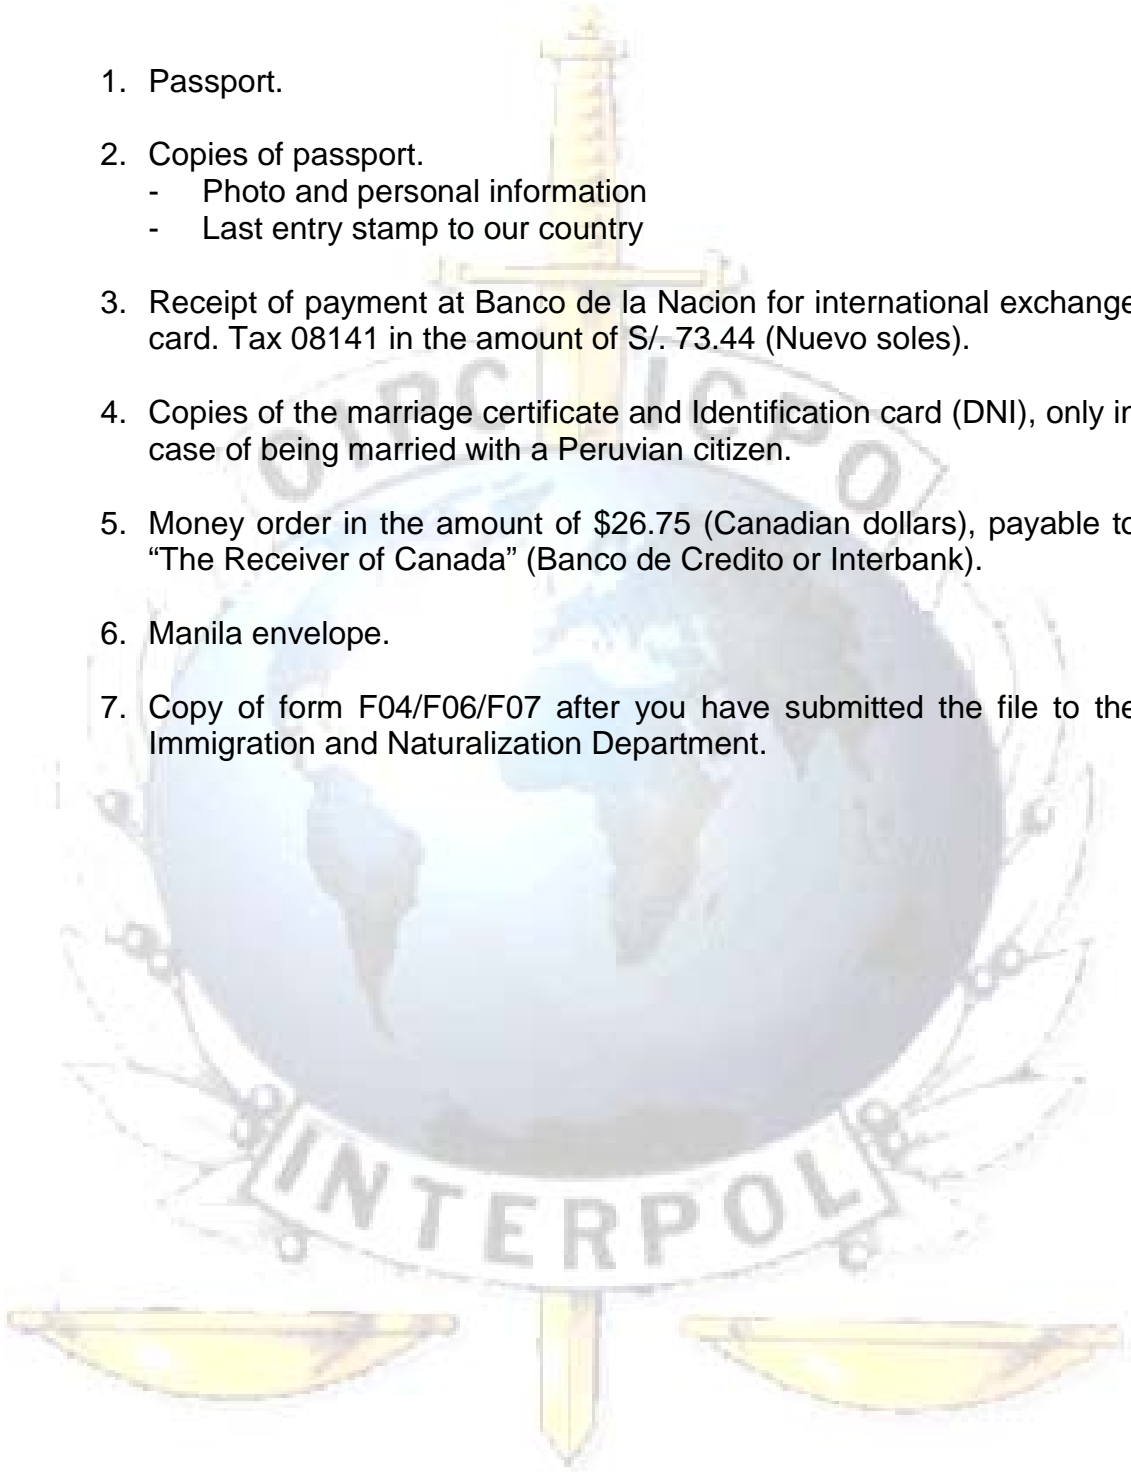 1. Passport.
2. Copies of passport.
- Photo and personal information
- Last entry stamp to our country
3. Receipt of payment at Banco de la Nacion for international exchange
card. Tax 08141 in the amount of S/. 73.44 (Nuevo soles).
4. Copies of the marriage certificate and Identification card (DNI), only in
case of being married with a Peruvian citizen.
5. Money order in the amount of $26.75 (Canadian dollars), payable to
“The Receiver of Canada” (Banco de Credito or Interbank).
6. Manila envelope.
7. Copy of form F04/F06/F07 after you have submitted the file to the
Immigration and Naturalization Department.
OIPC ICPO
INTERPOL